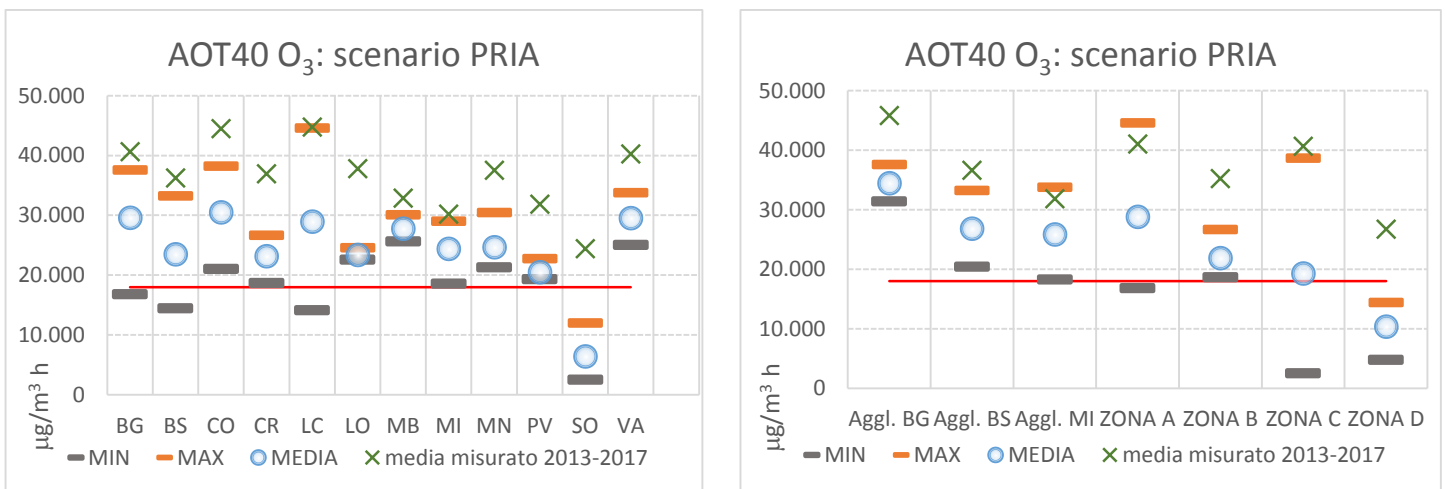 AOT40 O₃: scenario PRIA
50.000
40.000
30.000
20.000
10.000
0
µg/m³ h
BG BS CO CR LC LO MB MI MN PV SO VA
MIN MAX MEDIA media misurato 2013-2017
AOT40 O₃: scenario PRIA
50.000
40.000
30.000
20.000
10.000
0
µg/m³ h
Aggl. BG Aggl. BS Aggl. MI ZONA A ZONA B ZONA C ZONA D
MIN MAX MEDIA media misurato 2013-2017